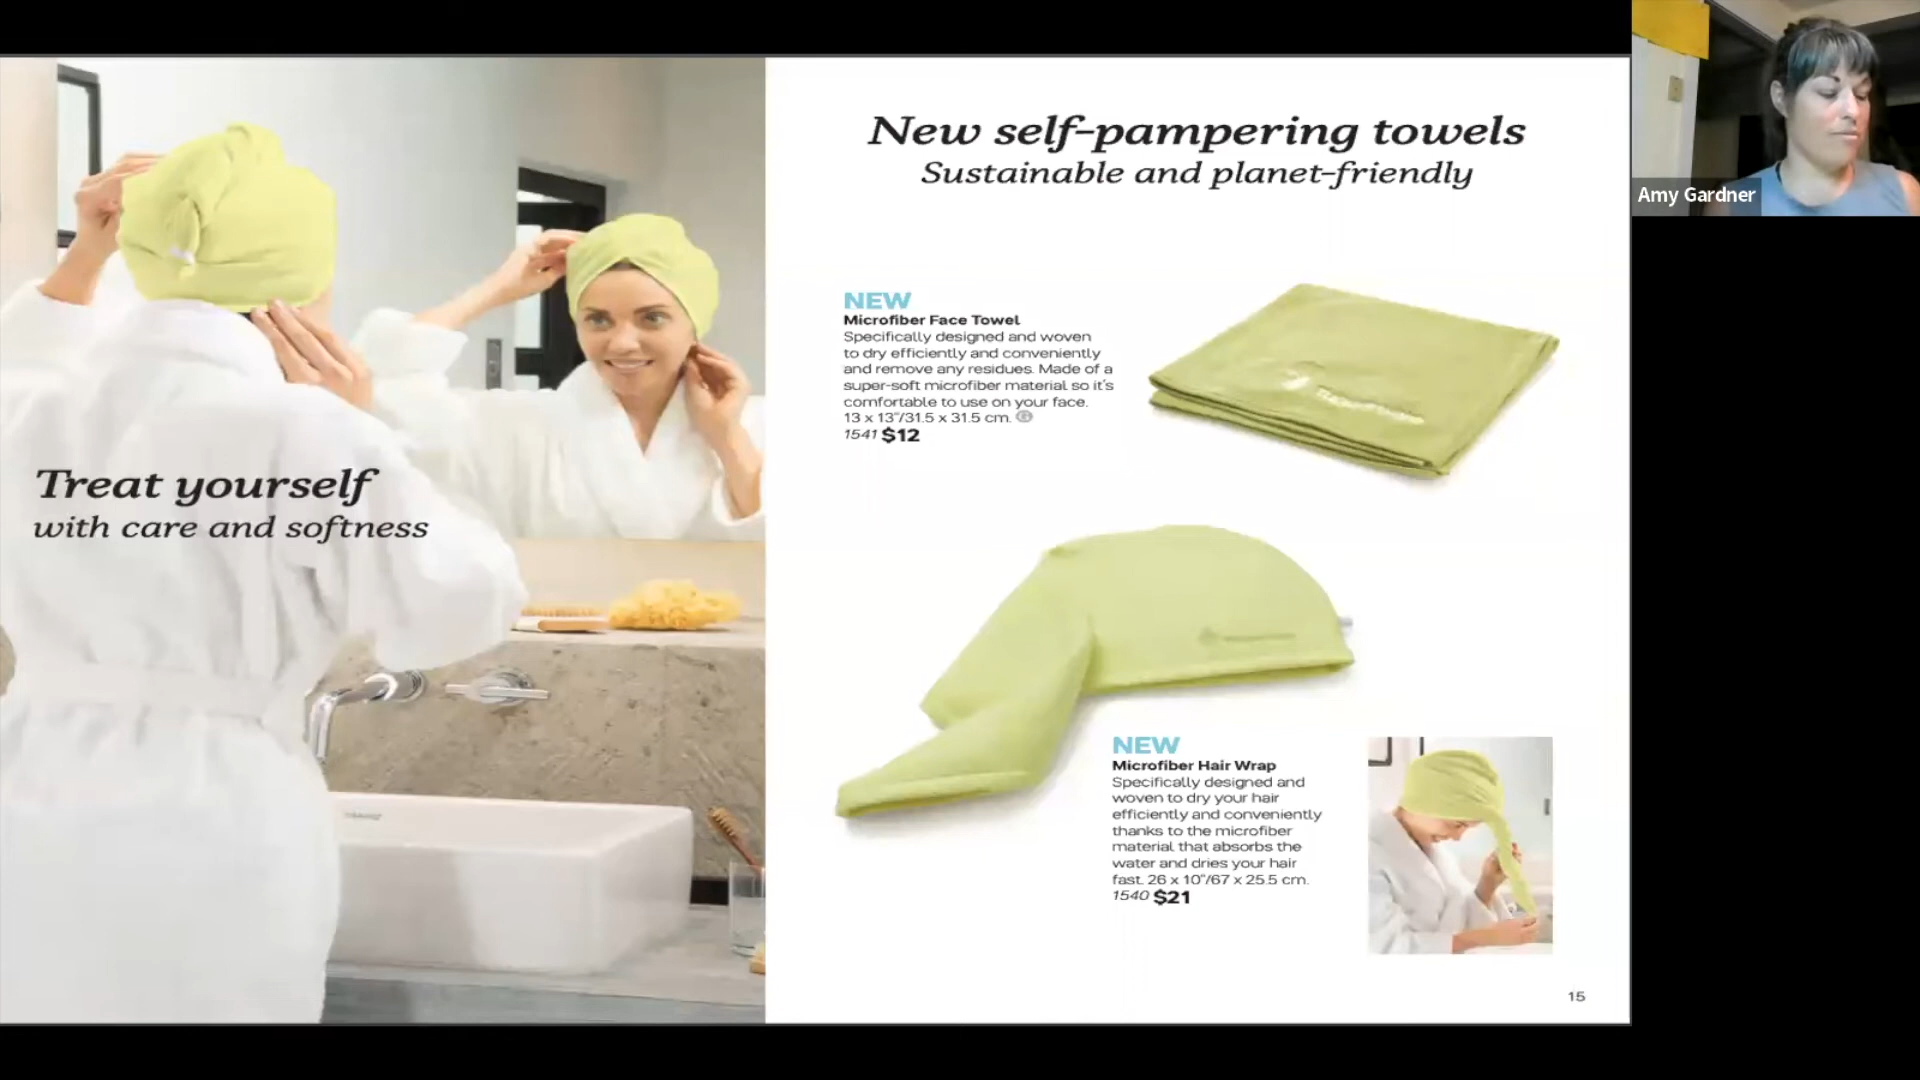 Treat yourself
with care and softness
New self-pampering towels
Sustainable and planet-friendly
NEW
Microfiber Face Towel
Specifically designed and woven
to dry efficiently and conveniently
and remove any residues. Made of a
super-soft microfiber material so it's
comfortable to use on your face.
13 x 13"/31.5 x 31.5 cm.
1541 $12
NEW
Microfiber Hair Wrap
Specifically designed and
woven to dry your hair
efficiently and conveniently
thanks to the microfiber
material that absorbs the
water and dries your hair
fast. 26 x 10"/67 x 25.5 cm.
1540 $21
15
Amy Gardner